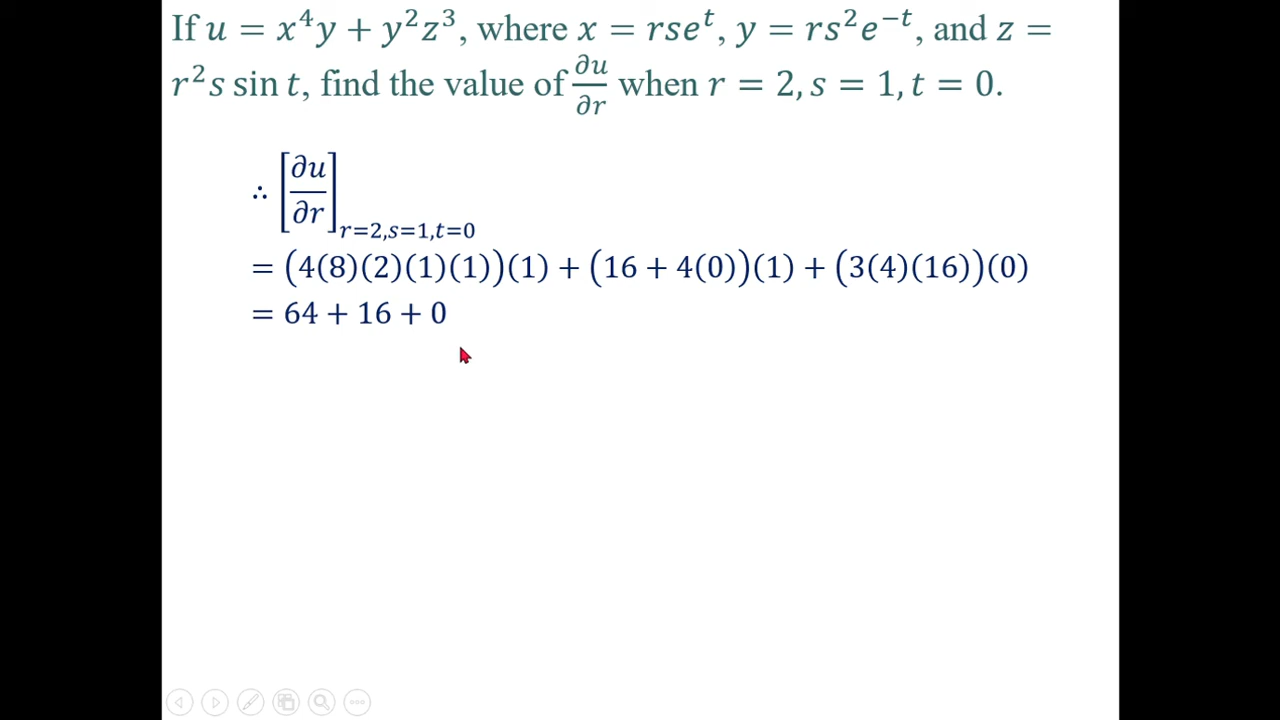 If u = x⁴y + y²z³, where x = rseᵗ, y = rs²e⁻ᵗ, and z =
r²s sin t, find the value of ∂u/∂r when r = 2, s = 1, t = 0.
∴ [∂u/∂r]r=2,s=1,t=0
= (4(8)(2)(1)(1))(1) + (16 + 4(0))(1) + (3(4)(16))(0)
= 64 + 16 + 0